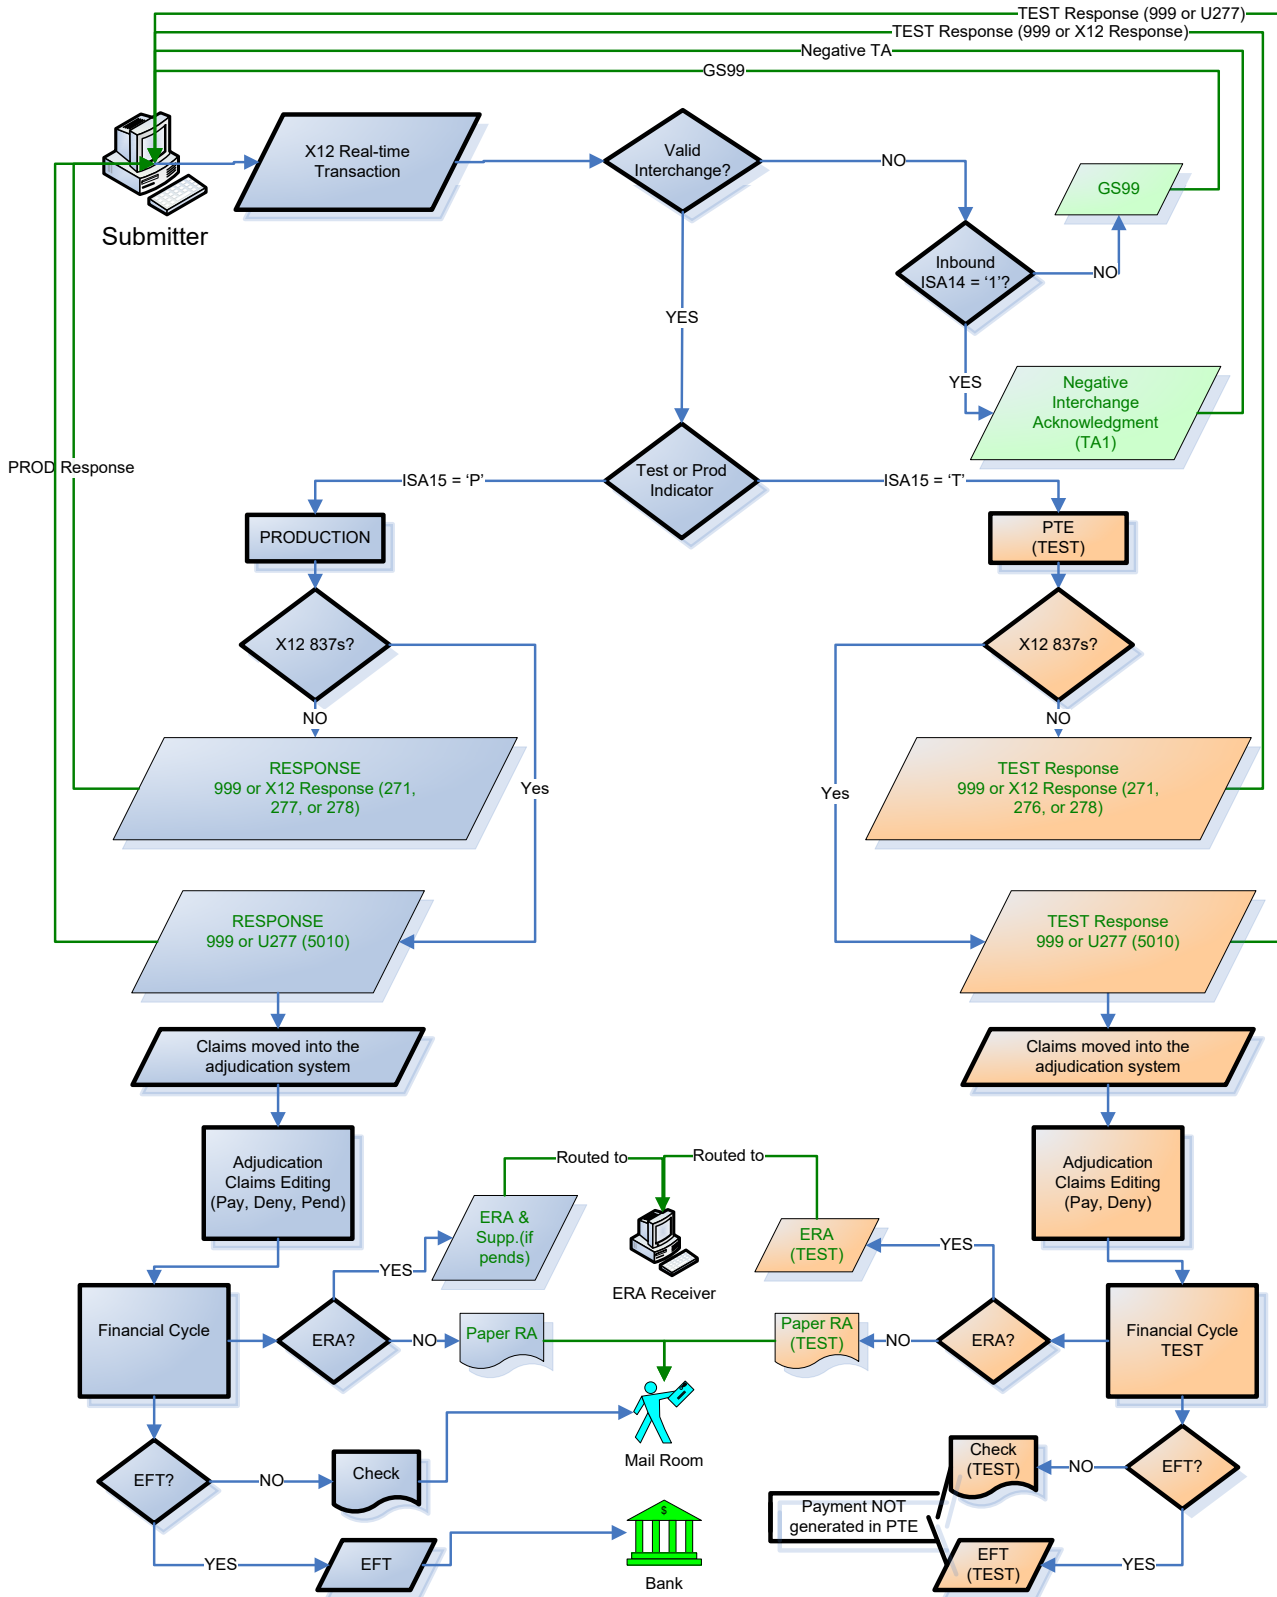 TEST Response (999 or U277)
TEST Response (999 or X12 Response)
Negative TA
GS99
Submitter
X12 Real-time
Transaction
Valid
Interchange?
NO
GS99
Inbound
ISA14 = ‘1’?
NO
YES
YES
Negative
Interchange
Acknowledgment
(TA1)
PROD Response
Test or Prod
Indicator
ISA15 = ‘P’
ISA15 = ‘T’
PRODUCTION
PTE
(TEST)
X12 837s?
X12 837s?
NO
NO
RESPONSE
999 or X12 Response (271,
277, or 278)
Yes
Yes
TEST Response
999 or X12 Response (271,
276, or 278)
RESPONSE
999 or U277 (5010)
TEST Response
999 or U277 (5010)
Claims moved into the
adjudication system
Claims moved into the
adjudication system
Adjudication
Claims Editing
(Pay, Deny, Pend)
Routed to
Routed to
Adjudication
Claims Editing
(Pay, Deny)
ERA &
Supp.(if
pends)
ERA
(TEST)
YES
YES
ERA Receiver
Financial Cycle
ERA?
NO
Paper RA
Paper RA
(TEST)
NO
ERA?
Financial Cycle
TEST
Mail Room
EFT?
NO
Check
Check
(TEST)
NO
EFT?
Payment NOT
generated in PTE
$
YES
EFT
Bank
EFT
(TEST)
YES